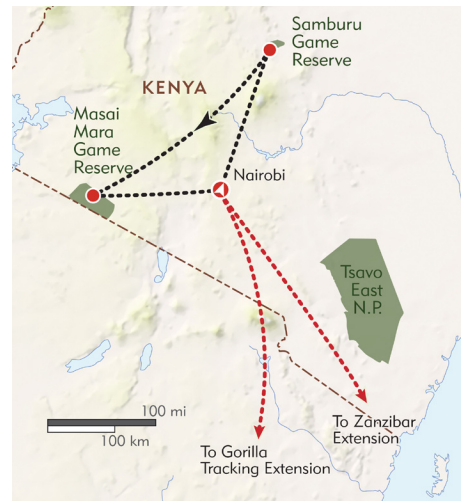 Samburu
Game
Reserve
KENYA
Masai
Mara
Game
Reserve
Nairobi
Tsavo
East
N.P.
100 mi
100 km
To Zanzibar
Extension
To Gorilla
Tracking Extension